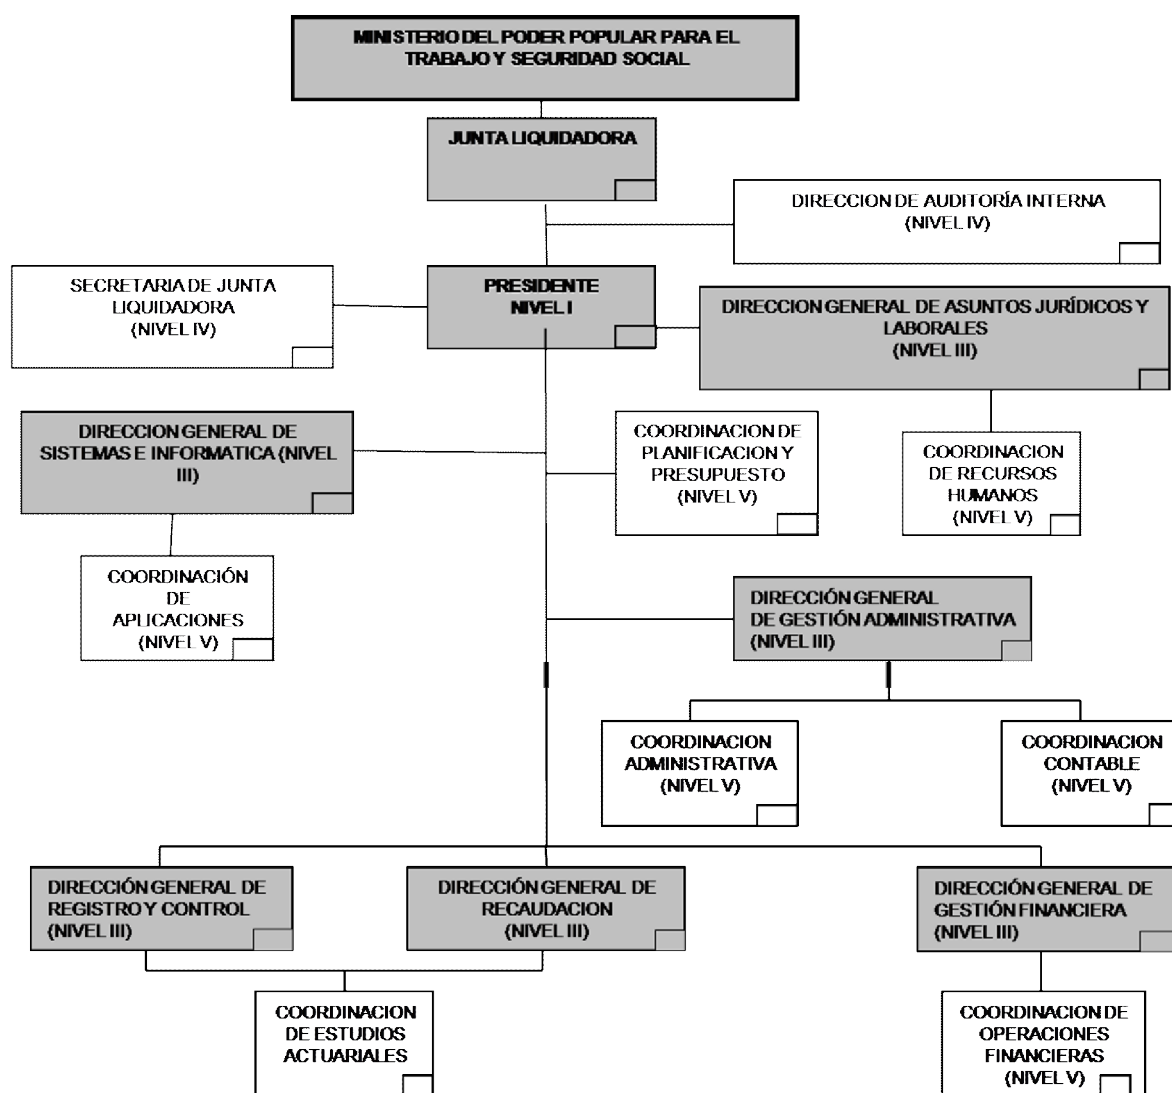 MINISTERIO DEL PODER POPULAR PARA EL
TRABAJO Y SEGURIDAD SOCIAL
JUNTA LIQUIDADORA
DIRECCION DE AUDITORÍA INTERNA
(NIVEL IV)
SECRETARIA DE JUNTA
LIQUIDADORA
(NIVEL IV)
PRESIDENTE
NIVEL I
DIRECCION GENERAL DE ASUNTOS JURÍDICOS Y
LABORALES
(NIVEL III)
DIRECCION GENERAL DE
SISTEMAS E INFORMATICA (NIVEL
III)
COORDINACION DE
PLANIFICACION Y
PRESUPUESTO
(NIVEL V)
COORDINACION
DE RECURSOS
HUMANOS
(NIVEL V)
COORDINACIÓN
DE
APLICACIONES
(NIVEL V)
DIRECCIÓN GENERAL
DE GESTIÓN ADMINISTRATIVA
(NIVEL III)
COORDINACION
ADMINISTRATIVA
(NIVEL V)
COORDINACION
CONTABLE
(NIVEL V)
DIRECCIÓN GENERAL DE
REGISTRO Y CONTROL
(NIVEL III)
DIRECCIÓN GENERAL DE
RECAUDACION
(NIVEL III)
DIRECCIÓN GENERAL DE
GESTIÓN FINANCIERA
(NIVEL III)
COORDINACION
DE ESTUDIOS
ACTUARIALES
COORDINACION DE
OPERACIONES
FINANCIERAS
(NIVEL V)